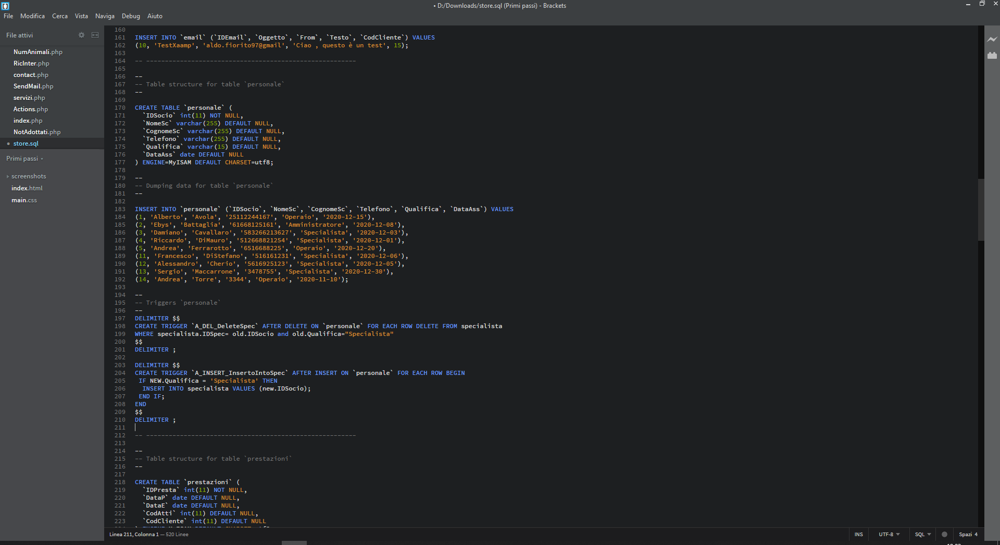 • D:/Downloads/store.sql (Primi passi) - Brackets
File Modifica Cerca Vista Naviga Debug Aiuto
File attivi
NumAnimali.php
RicInter.php
contact.php
SendMail.php
servizi.php
Actions.php
index.php
NotAdottati.php
• store.sql
Primi passi
screenshots
index.html
main.css
160
161 INSERT INTO `email` (`IDEmail`, `Oggetto`, `From`, `Testo`, `CodCliente`) VALUES
162 (10, 'TestXaamp', 'aldo.fiorito97@gmail', 'Ciao , questo è un test', 15);
163
164 -- --------------------------------------------------------
165
166 --
167 -- Table structure for table `personale`
168 --
169
170 CREATE TABLE `personale` (
171 `IDSocio` int(11) NOT NULL,
172 `NomeSc` varchar(255) DEFAULT NULL,
173 `CognomeSc` varchar(255) DEFAULT NULL,
174 `Telefono` varchar(255) DEFAULT NULL,
175 `Qualifica` varchar(15) DEFAULT NULL,
176 `DataAss` date DEFAULT NULL
177 ) ENGINE=MyISAM DEFAULT CHARSET=utf8;
178
179 --
180 -- Dumping data for table `personale`
181 --
182
183 INSERT INTO `personale` (`IDSocio`, `NomeSc`, `CognomeSc`, `Telefono`, `Qualifica`, `DataAss`) VALUES
184 (1, 'Alberto', 'Avola', '25112244167', 'Operaio', '2020-12-15'),
185 (2, 'Ebys', 'Battaglia', '61668125161', 'Amministratore', '2020-12-08'),
186 (3, 'Damiano', 'Cavallaro', '583266213627', 'Specialista', '2020-12-03'),
187 (4, 'Riccardo', 'DiMauro', '512668821254', 'Specialista', '2020-12-01'),
188 (5, 'Andrea', 'Ferrarotto', '6516688225', 'Operaio', '2020-12-20'),
189 (11, 'Francesco', 'DiStefano', '516161231', 'Specialista', '2020-12-06'),
190 (12, 'Alessandro', 'Cherio', '5616925123', 'Specialista', '2020-12-05'),
191 (13, 'Sergio', 'Maccarrone', '3478755', 'Specialista', '2020-12-30'),
192 (14, 'Andrea', 'Torre', '3344', 'Operaio', '2020-11-10');
193
194 --
195 -- Triggers `personale`
196 --
197 DELIMITER $$
198 CREATE TRIGGER `A_DEL_DeleteSpec` AFTER DELETE ON `personale` FOR EACH ROW DELETE FROM specialista
199 WHERE specialista.IDSpec= old.IDSocio and old.Qualifica="Specialista"
200 $$
201 DELIMITER ;
202
203 DELIMITER $$
204 CREATE TRIGGER `A_INSERT_InsertoIntoSpec` AFTER INSERT ON `personale` FOR EACH ROW BEGIN
205 IF NEW.Qualifica = 'Specialista' THEN
206 INSERT INTO specialista VALUES (new.IDSocio);
207 END IF;
208 END
209 $$
210 DELIMITER ;
211
212 -- --------------------------------------------------------
213
214 --
215 -- Table structure for table `prestazioni`
216 --
217
218 CREATE TABLE `prestazioni` (
219 `IDPresta` int(11) NOT NULL,
220 `DataP` date DEFAULT NULL,
221 `DataE` date DEFAULT NULL,
222 `CodAtti` int(11) DEFAULT NULL,
223 `CodCliente` int(11) DEFAULT NULL
Linea 211, Colonna 1 — 520 Linee
INS UTF-8 SQL Spazi 4